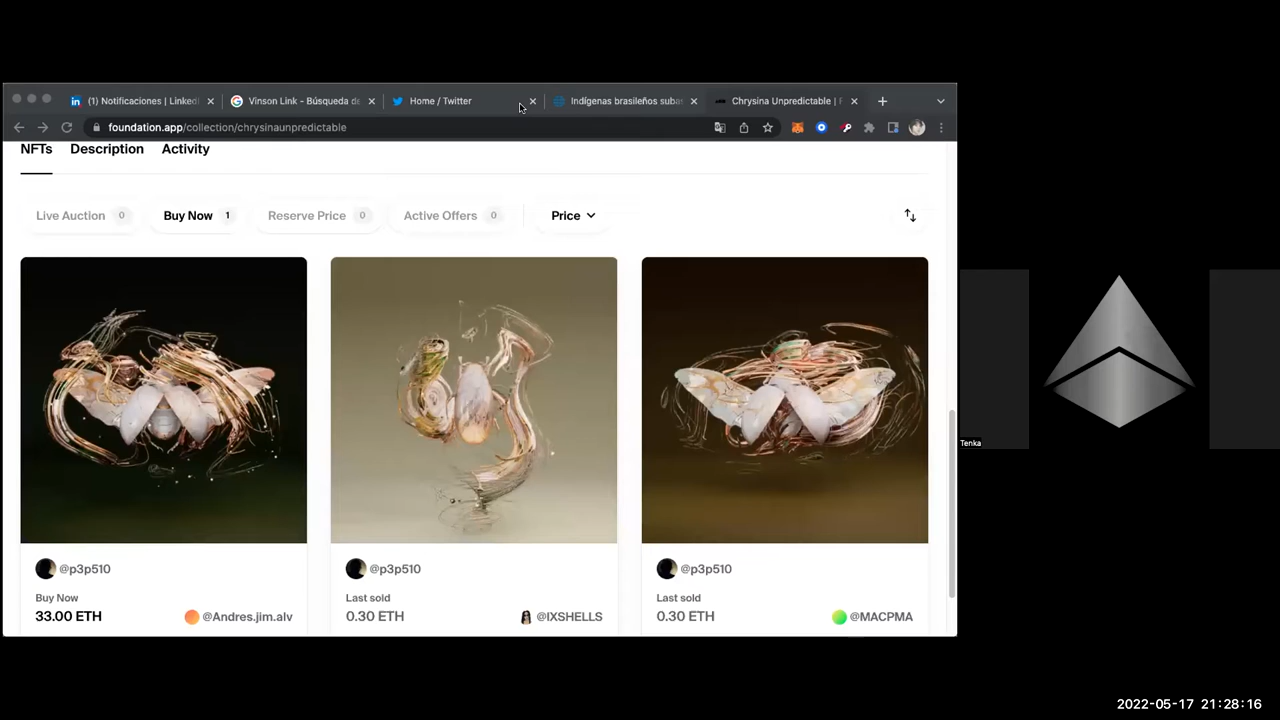 (1) Notificaciones | Linked
Vinson Link - Búsqueda de
Home / Twitter
Indígenas brasileños subas
Chrysina Unpredictable | F
foundation.app/collection/chrysinaunpredictable
NFTs Description Activity
Live Auction 0 Buy Now 1 Reserve Price 0 Active Offers 0 Price
@p3p510
Buy Now
33.00 ETH @Andres.jim.alv
@p3p510
Last sold
0.30 ETH @IXSHELLS
@p3p510
Last sold
0.30 ETH @MACPMA
Tenka
2022-05-17 21:28:16